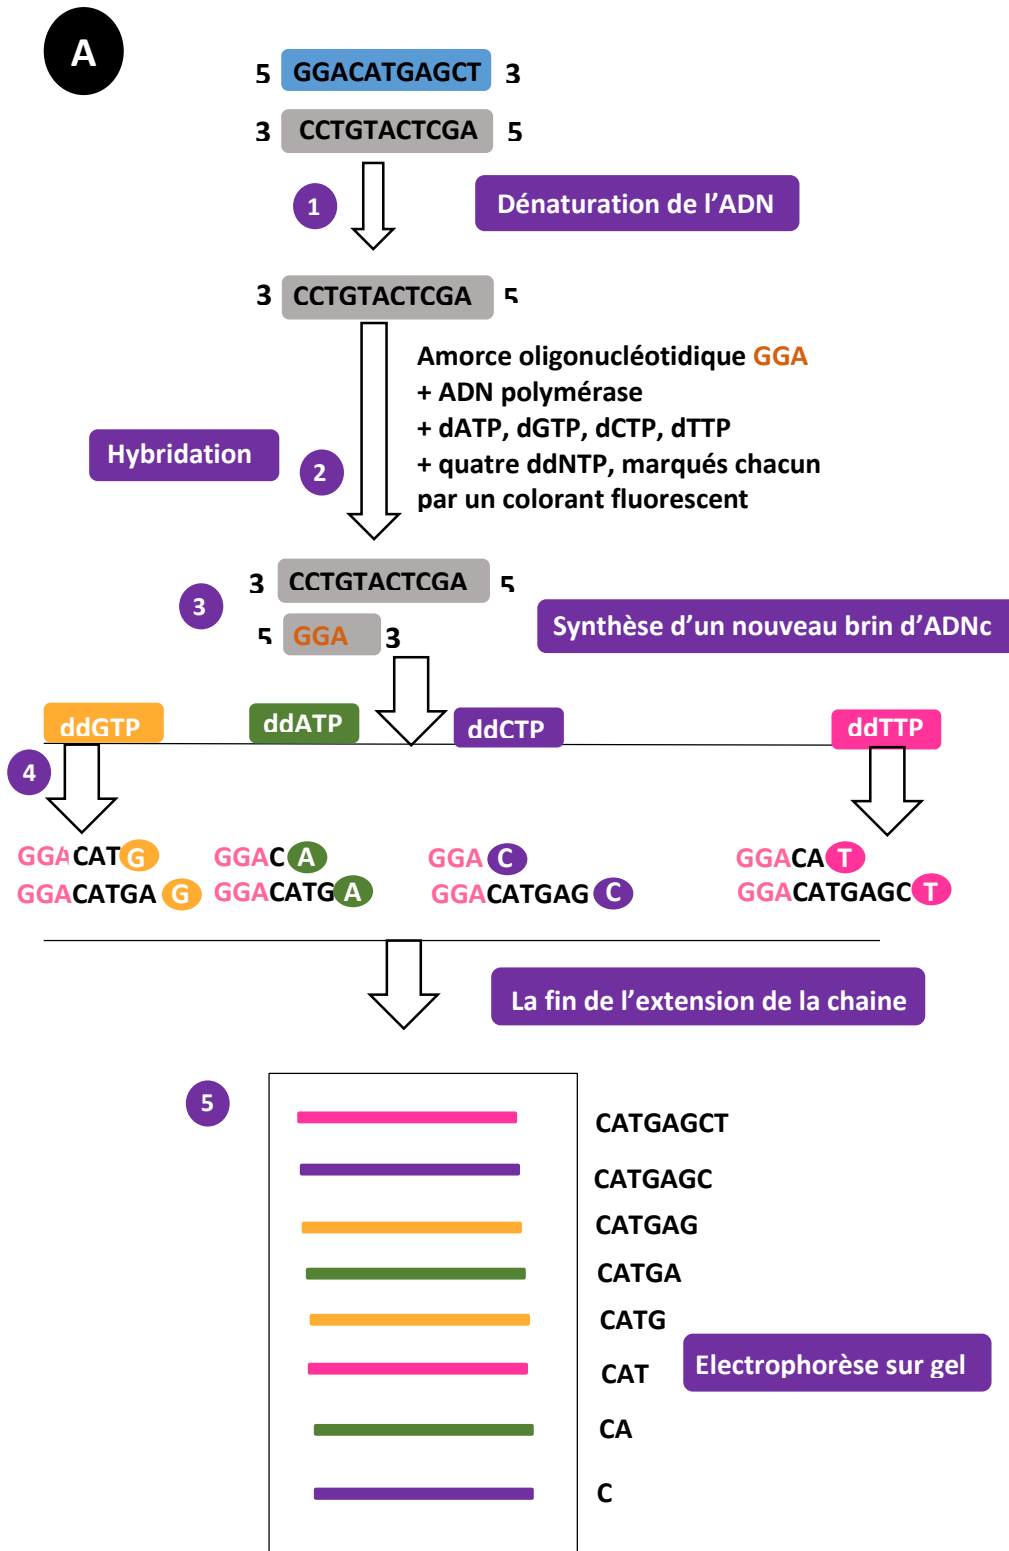 A
5 GGACATGAGCT 3
3 CCTGTACTCGA 5
1
Dénaturation de l’ADN
3 CCTGTACTCGA 5
Amorce oligonucléotidique GGA
+ ADN polymérase
+ dATP, dGTP, dCTP, dTTP
+ quatre ddNTP, marqués chacun
par un colorant fluorescent
Hybridation
2
3 CCTGTACTCGA 5
3
5 GGA 3
Synthèse d’un nouveau brin d’ADNc
ddGTP ddATP ddCTP ddTTP
4
GGACATG GGACA GGAC GGACAT
GGACATGAG GGACATGA GGACATGAGC GGACATGAGCT
La fin de l’extension de la chaine
5
CATGAGCT
CATGAGC
CATGAG
CATGA
CATG
CAT
Electrophorèse sur gel
CA
C